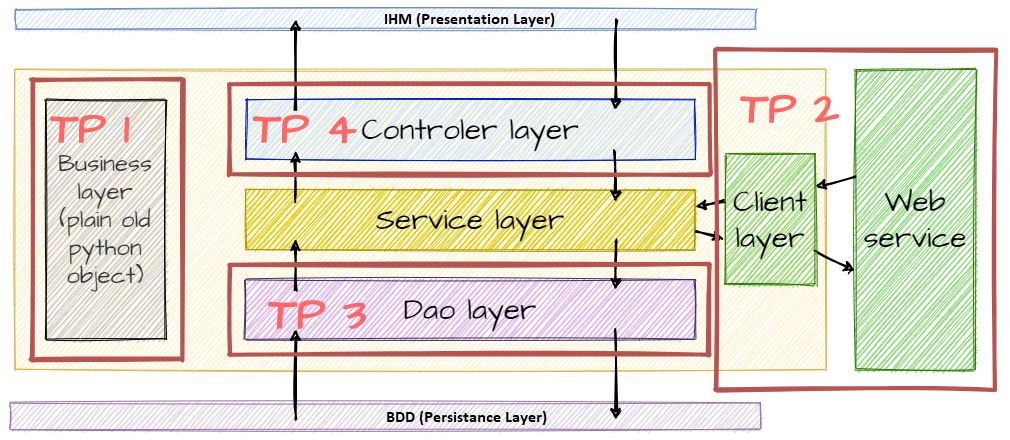 IHM (Presentation Layer)
TP 1
Business
layer
(plain old
python
object)
TP 4
Controler layer
Service layer
TP 3
Dao layer
TP 2
Client
layer
Web
service
BDD (Persistance Layer)